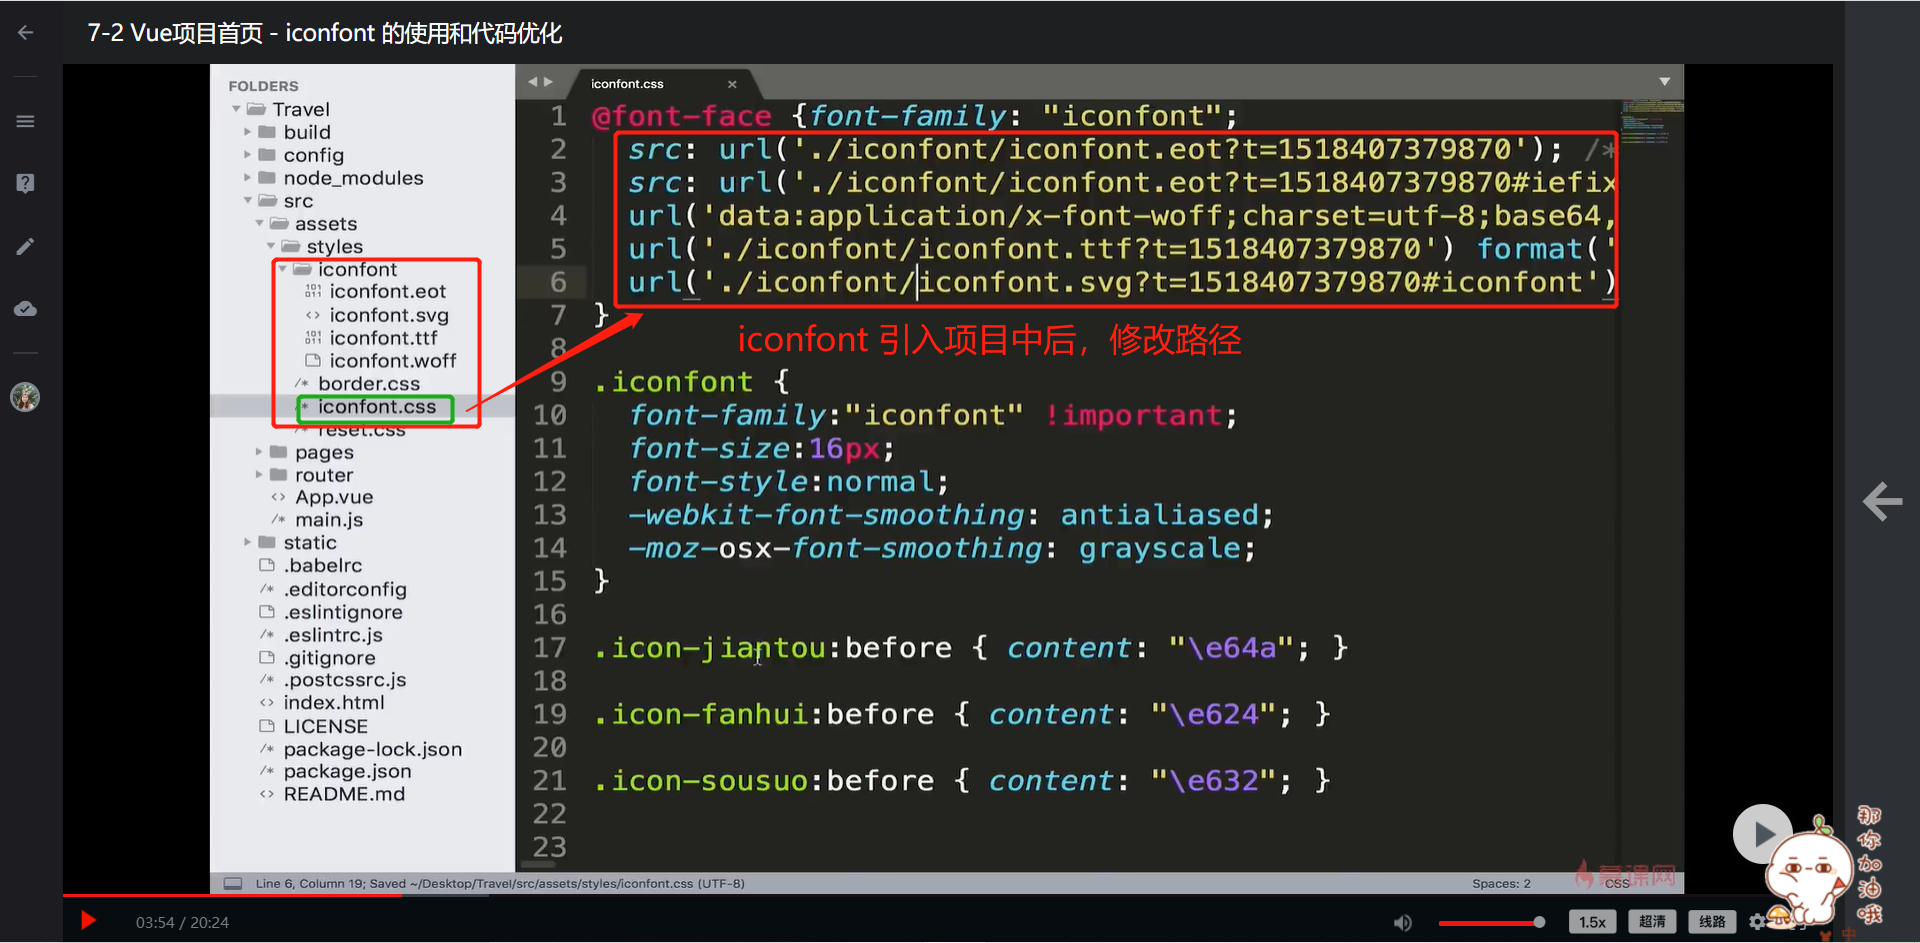 7-2 Vue项目首页 - iconfont 的使用和代码优化
FOLDERS
Travel
build
config
node_modules
src
assets
styles
iconfont
iconfont.eot
iconfont.svg
iconfont.ttf
iconfont.woff
border.css
iconfont.css
reset.css
pages
router
App.vue
main.js
static
.babelrc
.editorconfig
.eslintignore
.eslintrc.js
.gitignore
.postcssrc.js
index.html
LICENSE
package-lock.json
package.json
README.md
iconfont.css
1 @font-face {font-family: "iconfont";
2 src: url('./iconfont/iconfont.eot?t=1518407379870'); /*
3 src: url('./iconfont/iconfont.eot?t=1518407379870#iefix
4 url('data:application/x-font-woff;charset=utf-8;base64,
5 url('./iconfont/iconfont.ttf?t=1518407379870') format('
6 url('./iconfont/iconfont.svg?t=1518407379870#iconfont')
7 }
iconfont 引入项目中后，修改路径
8
9 .iconfont {
10 font-family:"iconfont" !important;
11 font-size:16px;
12 font-style:normal;
13 -webkit-font-smoothing: antialiased;
14 -moz-osx-font-smoothing: grayscale;
15 }
16
17 .icon-jiantou:before { content: "\e64a"; }
18
19 .icon-fanhui:before { content: "\e624"; }
20
21 .icon-sousuo:before { content: "\e632"; }
22
23
Line 6, Column 19; Saved ~/Desktop/Travel/src/assets/styles/iconfont.css (UTF-8)
Spaces: 2
CSS
慕课网
那你加油哦
03:54 / 20:24
1.5x
超清
线路
中